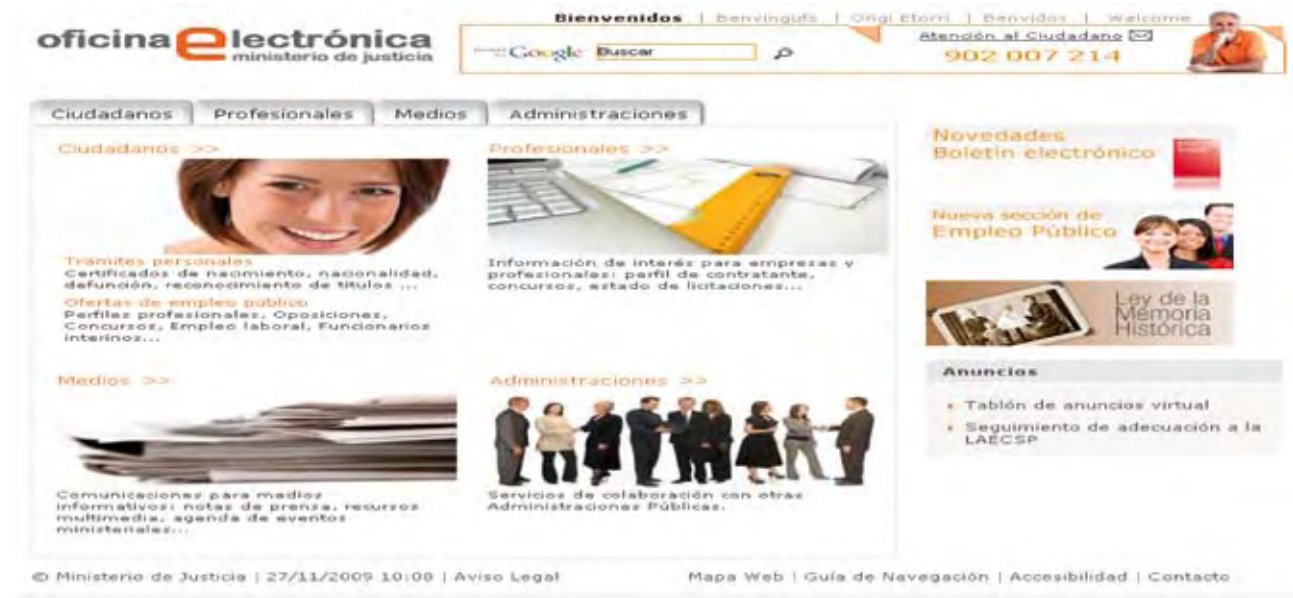 Bienvenidos | Benvinguts | Ongi Etorri | Benvidos | Welcome
oficina electrónica
ministerio de justicia
Google Buscar
Atención al Ciudadano
902 007 214
Ciudadanos Profesionales Medios Administraciones
Ciudadanos >>
Trámites personales
Certificados de nacimiento, nacionalidad,
defunción, reconocimiento de títulos ...
Ofertas de empleo público
Perfiles profesionales, Oposiciones,
Concursos, Empleo laboral, Funcionarios
interinos...
Profesionales >>
Información de interés para empresas y
profesionales: perfil de contratante,
concursos, estado de licitaciones...
Medios >>
Comunicaciones para medios
informativos: notas de prensa, recursos
multimedia, agenda de eventos
ministeriales...
Administraciones >>
Servicios de colaboración con otras
Administraciones Públicas.
Novedades
Boletín electrónico
Nueva sección de
Empleo Público
Ley de la
Memoria
Histórica
Anuncios
Tablón de anuncios virtual
Seguimiento de adecuación a la
LAECSP
© Ministerio de Justicia | 27/11/2009 10:08 | Aviso Legal
Mapa Web | Guía de Navegación | Accesibilidad | Contacto